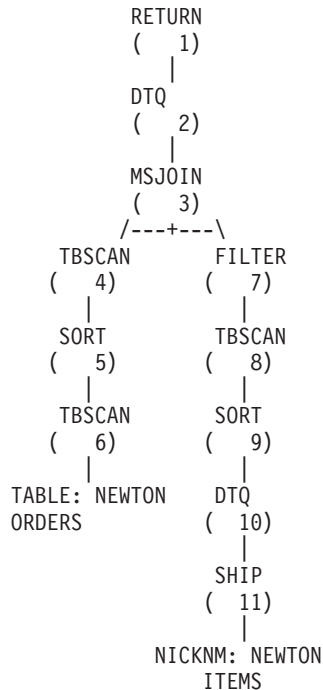 RETURN
( 1)
|
DTQ
( 2)
|
MSJOIN
( 3)
/---+---\
TBSCAN FILTER
( 4) ( 7)
| |
SORT TBSCAN
( 5) ( 8)
| |
TBSCAN SORT
( 6) ( 9)
| |
TABLE: NEWTON DTQ
ORDERS ( 10)
|
SHIP
( 11)
|
NICKNM: NEWTON
ITEMS